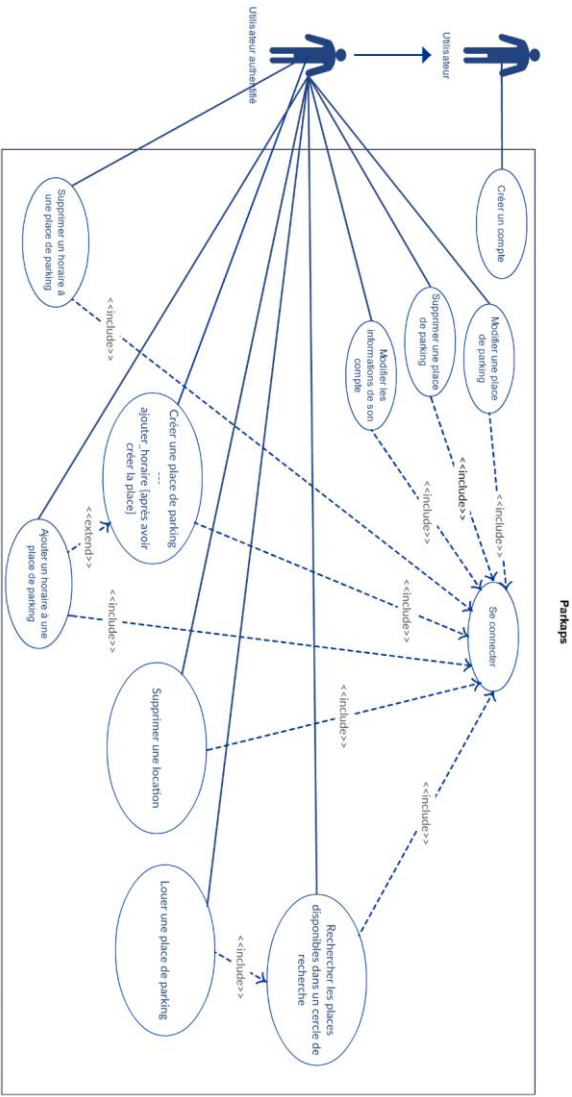 Parkaps
Utilisateur
Utilisateur authentifié
Créer un compte
Modifier une place
de parking
<<include>>
Supprimer une place
de parking
<<include>>
Modifier les
informations de son
compte
<<include>>
Se connecter
Supprimer un horaire à
une place de parking
<<include>>
Créer une place de parking
---
ajouter_horaire (après avoir
créer la place)
<<include>>
<<extend>>
Ajouter un horaire à une
place de parking
<<include>>
Supprimer une location
<<include>>
Rechercher les places
disponibles dans un cercle de
recherche
<<include>>
Louer une place de parking
<<include>>